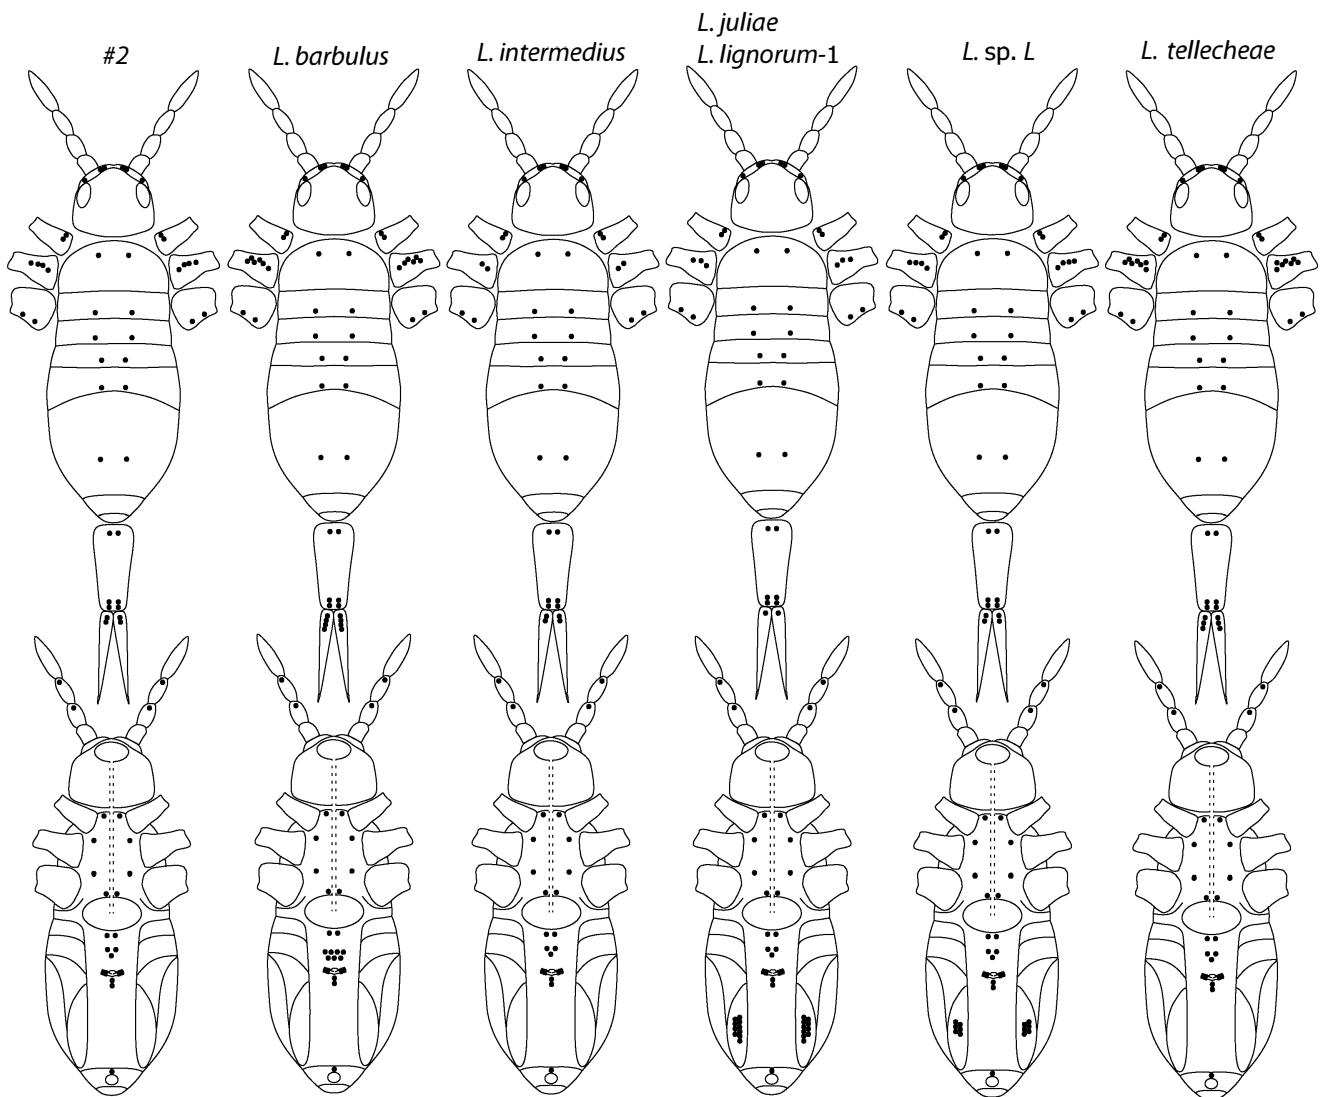 #2
L. barbulus
L. intermedius
L. juliae
L. lignorum-1
L. sp. L
L. tellecheae